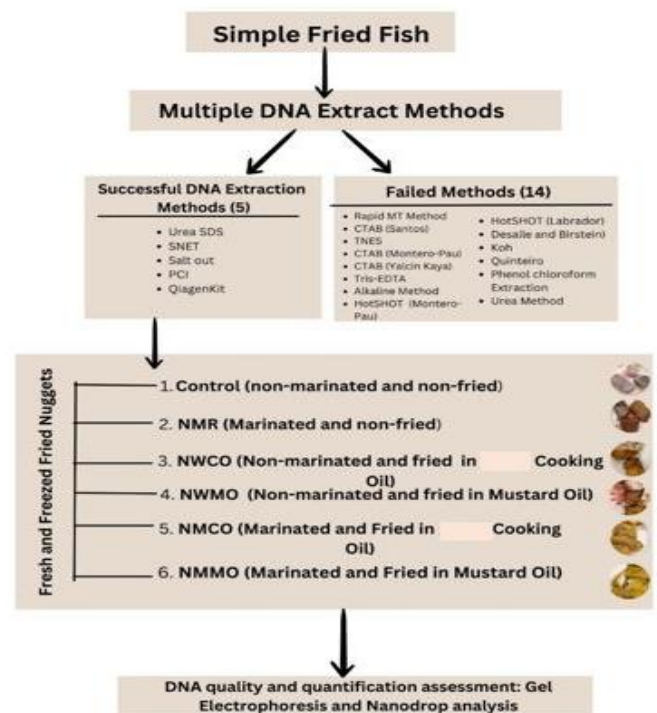 Simple Fried Fish
Multiple DNA Extract Methods
Successful DNA Extraction
Methods (5)
• Urea SDS
• SNET
• Salt out
• PCI
• QiagenKit
Failed Methods (14)
• Rapid MT Method
• CTAB (Santos)
• TNES
• CTAB (Montero-Pau)
• CTAB (Yalcin Kaya)
• Tris-EDTA
• Alkaline Method
• HotSHOT (Montero-
Pau)
• HotSHOT (Labrador)
• Desalle and Birstein)
• Koh
• Quinteiro
• Phenol chloroform
Extraction
• Urea Method
Fresh and Freezed Fried Nuggets
1. Control (non-marinated and non-fried)
2. NMR (Marinated and non-fried)
3. NWCO (Non-marinated and fried in Cooking
Oil)
4. NWMO (Non-marinated and fried in Mustard Oil)
5. NMCO (Marinated and Fried in Cooking
Oil)
6. NMMO (Marinated and Fried in Mustard Oil)
DNA quality and quantification assessment: Gel
Electrophoresis and Nanodrop analysis